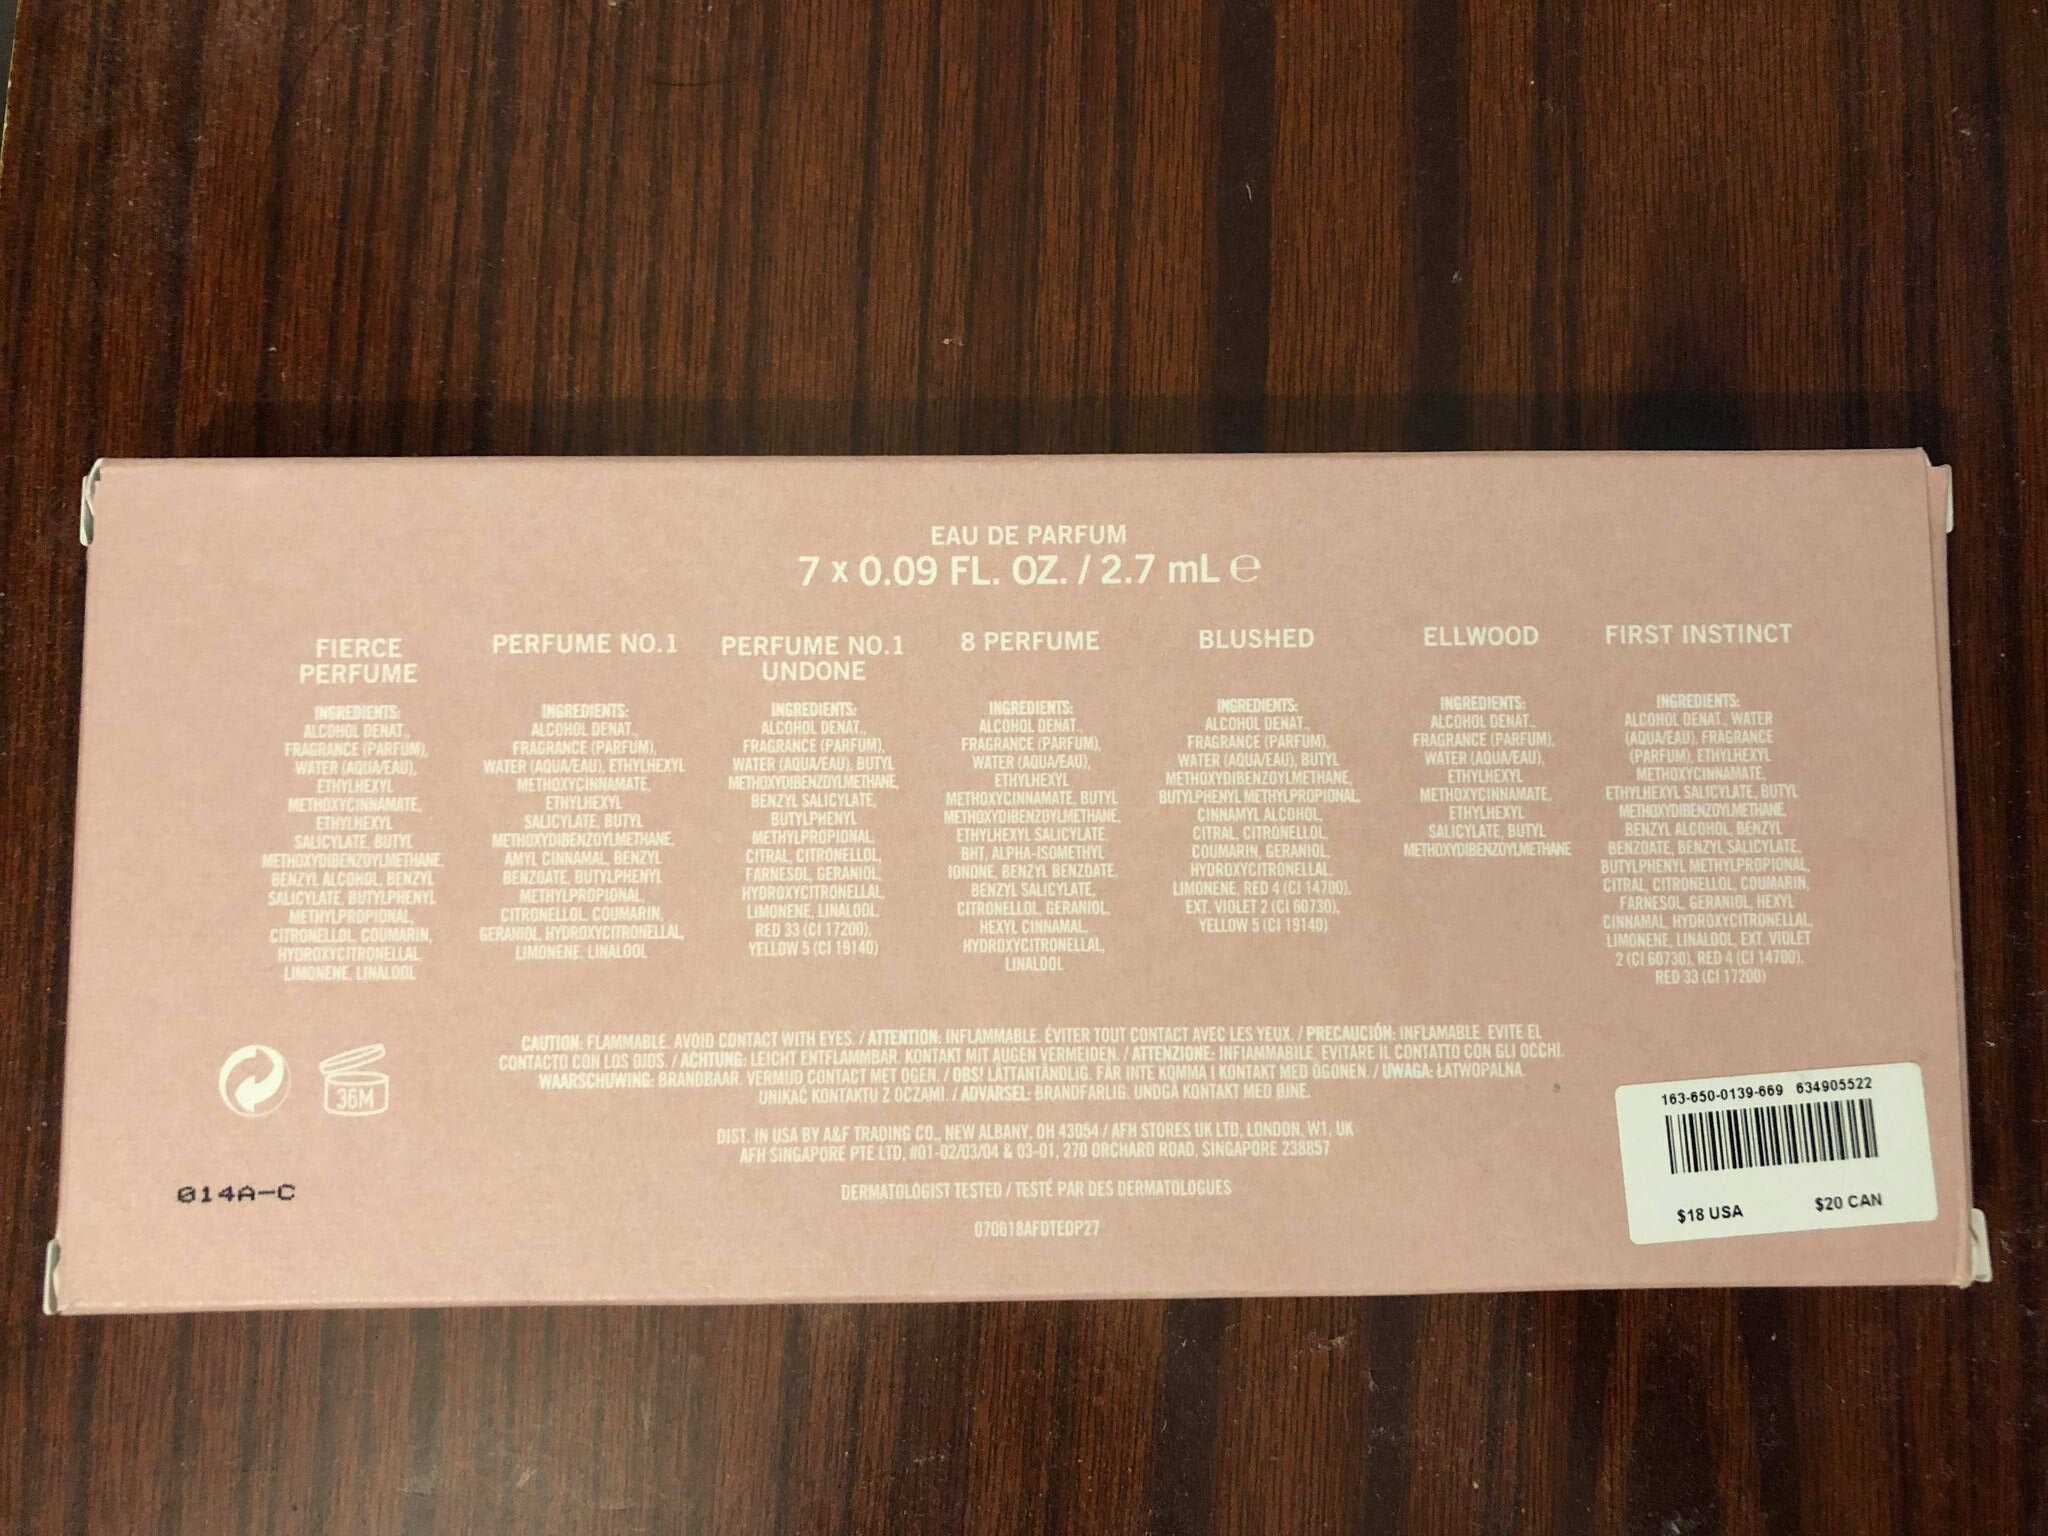 EAU DE PARFUM
7 x 0.09 FL. OZ. / 2.7 mL ℮
FIERCE
PERFUME
INGREDIENTS:
ALCOHOL DENAT.,
FRAGRANCE (PARFUM),
WATER (AQUA/EAU),
ETHYLHEXYL
METHOXYCINNAMATE,
ETHYLHEXYL
SALICYLATE, BUTYL
METHOXYDIBENZOYLMETHANE,
BENZYL ALCOHOL, BENZYL
SALICYLATE, BUTYLPHENYL
METHYLPROPIONAL,
CITRONELLOL, COUMARIN,
HYDROXYCITRONELLAL,
LIMONENE, LINALOOL
PERFUME NO.1
INGREDIENTS:
ALCOHOL DENAT.,
FRAGRANCE (PARFUM),
WATER (AQUA/EAU), ETHYLHEXYL
METHOXYCINNAMATE,
ETHYLHEXYL
SALICYLATE, BUTYL
METHOXYDIBENZOYLMETHANE,
AMYL CINNAMAL, BENZYL
BENZOATE, BUTYLPHENYL
METHYLPROPIONAL,
CITRONELLOL, COUMARIN,
GERANIOL, HYDROXYCITRONELLAL,
LIMONENE, LINALOOL
PERFUME NO.1
UNDONE
INGREDIENTS:
ALCOHOL DENAT.,
FRAGRANCE (PARFUM),
WATER (AQUA/EAU), BUTYL
METHOXYDIBENZOYLMETHANE,
BENZYL SALICYLATE,
BUTYLPHENYL
METHYLPROPIONAL,
CITRAL, CITRONELLOL,
FARNESOL, GERANIOL,
HYDROXYCITRONELLAL,
LIMONENE, LINALOOL,
RED 33 (CI 17200),
YELLOW 5 (CI 19140)
8 PERFUME
INGREDIENTS:
ALCOHOL DENAT.,
FRAGRANCE (PARFUM),
WATER (AQUA/EAU),
ETHYLHEXYL
METHOXYCINNAMATE, BUTYL
METHOXYDIBENZOYLMETHANE,
ETHYLHEXYL SALICYLATE,
BHT, ALPHA-ISOMETHYL
IONONE, BENZYL BENZOATE,
BENZYL SALICYLATE,
CITRONELLOL, GERANIOL,
HEXYL CINNAMAL,
HYDROXYCITRONELLAL,
LINALOOL
BLUSHED
INGREDIENTS:
ALCOHOL DENAT.,
FRAGRANCE (PARFUM),
WATER (AQUA/EAU), BUTYL
METHOXYDIBENZOYLMETHANE,
BUTYLPHENYL METHYLPROPIONAL,
CINNAMYL ALCOHOL,
CITRAL, CITRONELLOL,
COUMARIN, GERANIOL,
HYDROXYCITRONELLAL,
LIMONENE, RED 4 (CI 14700),
EXT. VIOLET 2 (CI 60730),
YELLOW 5 (CI 19140)
ELLWOOD
INGREDIENTS:
ALCOHOL DENAT.,
FRAGRANCE (PARFUM),
WATER (AQUA/EAU),
ETHYLHEXYL
METHOXYCINNAMATE,
ETHYLHEXYL
SALICYLATE, BUTYL
METHOXYDIBENZOYLMETHANE
FIRST INSTINCT
INGREDIENTS:
ALCOHOL DENAT., WATER
(AQUA/EAU), FRAGRANCE
(PARFUM), ETHYLHEXYL
METHOXYCINNAMATE,
ETHYLHEXYL SALICYLATE, BUTYL
METHOXYDIBENZOYLMETHANE,
BENZYL ALCOHOL, BENZYL
BENZOATE, BENZYL SALICYLATE,
BUTYLPHENYL METHYLPROPIONAL,
CITRAL, CITRONELLOL, COUMARIN,
FARNESOL, GERANIOL, HEXYL
CINNAMAL, HYDROXYCITRONELLAL,
LIMONENE, LINALOOL, EXT. VIOLET
2 (CI 60730), RED 4 (CI 14700),
RED 33 (CI 17200)
CAUTION: FLAMMABLE. AVOID CONTACT WITH EYES. / ATTENTION: INFLAMMABLE. ÉVITER TOUT CONTACT AVEC LES YEUX. / PRECAUCIÓN: INFLAMABLE. EVITE EL
CONTACTO CON LOS OJOS. / ACHTUNG: LEICHT ENTFLAMMBAR. KONTAKT MIT AUGEN VERMEIDEN. / ATTENZIONE: INFIAMMABILE. EVITARE IL CONTATTO CON GLI OCCHI.
WAARSCHUWING: BRANDBAAR. VERMIJD CONTACT MET OGEN. / OBS! LÄTTANTÄNDLIG. FÅR INTE KOMMA I KONTAKT MED ÖGONEN. / UWAGA: ŁATWOPALNA.
UNIKAĆ KONTAKTU Z OCZAMI. / ADVARSEL: BRANDFARLIG. UNDGÅ KONTAKT MED ØJNE.
36M
DIST. IN USA BY A&F TRADING CO., NEW ALBANY, OH 43054 / AFH STORES UK LTD, LONDON, W1, UK
AFH SINGAPORE PTE LTD, #01-02/03/04 & 03-01, 270 ORCHARD ROAD, SINGAPORE 238857
DERMATOLOGIST TESTED / TESTÉ PAR DES DERMATOLOGUES
070618AFDTEDP27
014A-C
163-650-0139-669 634905522
$18 USA $20 CAN